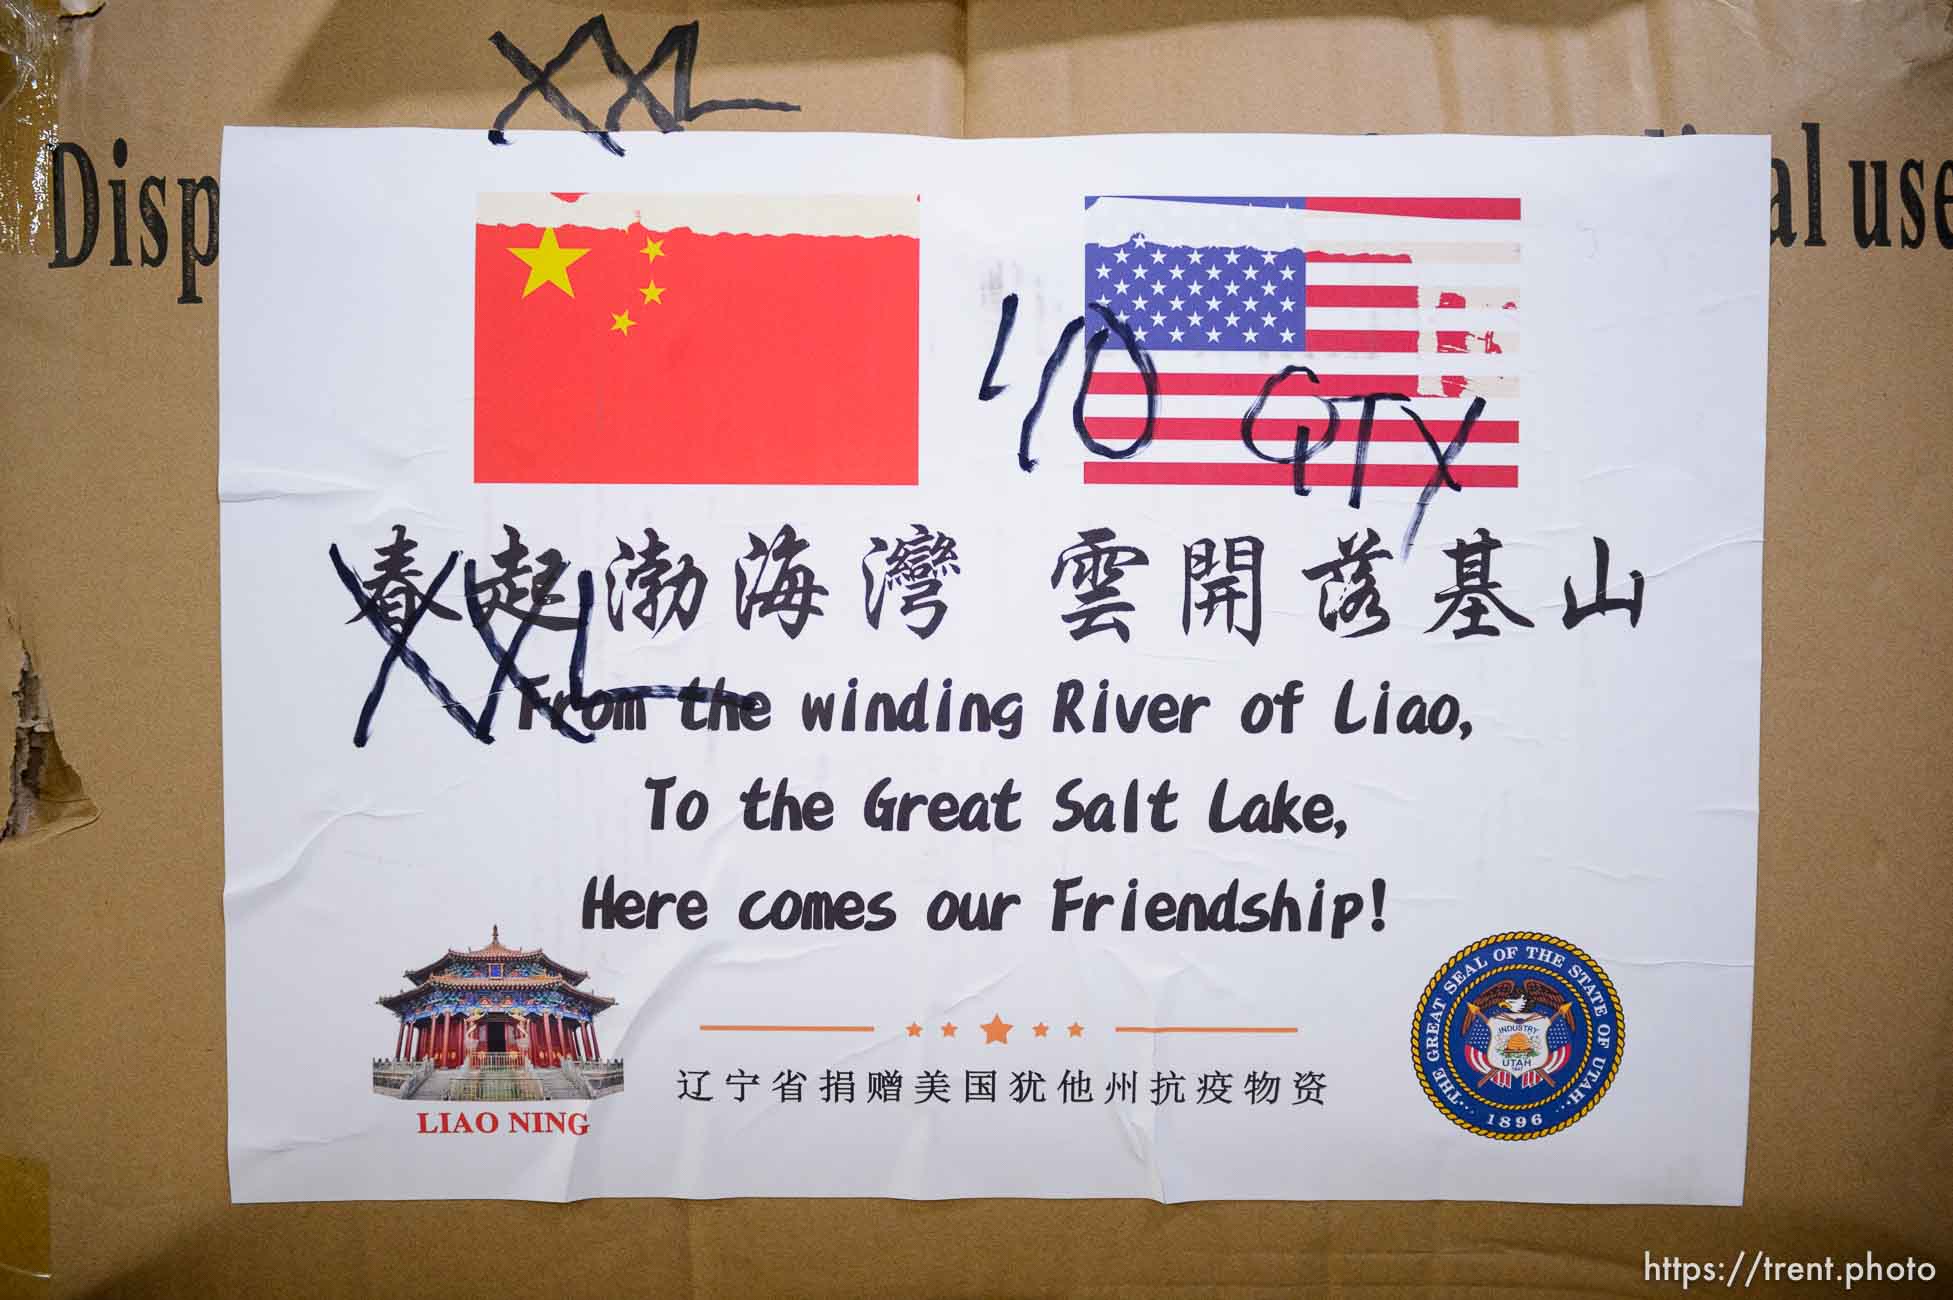 XXL
Disp al use
40 QTY
春起渤海灣 雲開落基山
XXL
From the winding River of Liao,
To the Great Salt Lake,
Here comes our Friendship!
LIAO NING
辽宁省捐赠美国犹他州抗疫物资
THE GREAT SEAL OF THE STATE OF UTAH
INDUSTRY
UTAH
1847
1896
https://trent.photo